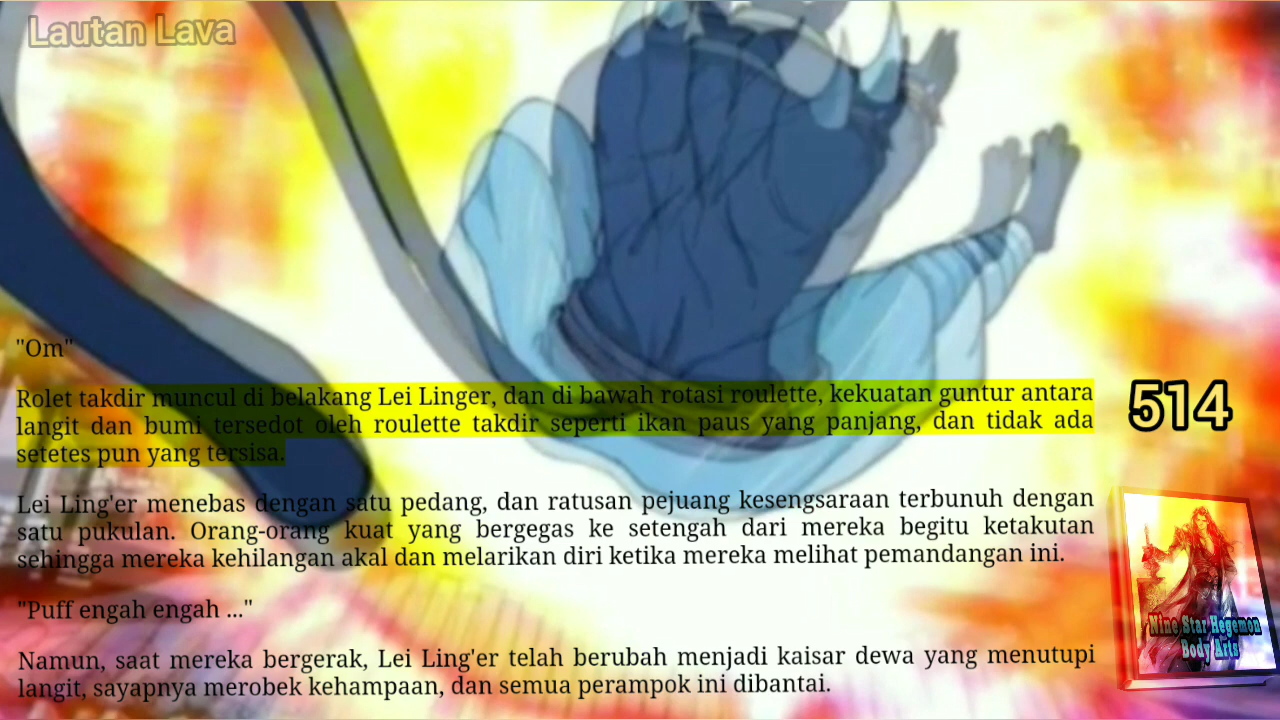 Lautan Lava
"Om"
Rolet takdir muncul di belakang Lei Linger, dan di bawah rotasi roulette, kekuatan guntur antara
langit dan bumi tersedot oleh roulette takdir seperti ikan paus yang panjang, dan tidak ada
setetes pun yang tersisa.
514
Lei Ling'er menebas dengan satu pedang, dan ratusan pejuang kesengsaraan terbunuh dengan
satu pukulan. Orang-orang kuat yang bergegas ke setengah dari mereka begitu ketakutan
sehingga mereka kehilangan akal dan melarikan diri ketika mereka melihat pemandangan ini.
"Puff engah engah ..."
Namun, saat mereka bergerak, Lei Ling'er telah berubah menjadi kaisar dewa yang menutupi
langit, sayapnya merobek kehampaan, dan semua perampok ini dibantai.
Nine Star Hegemon
Body Arts